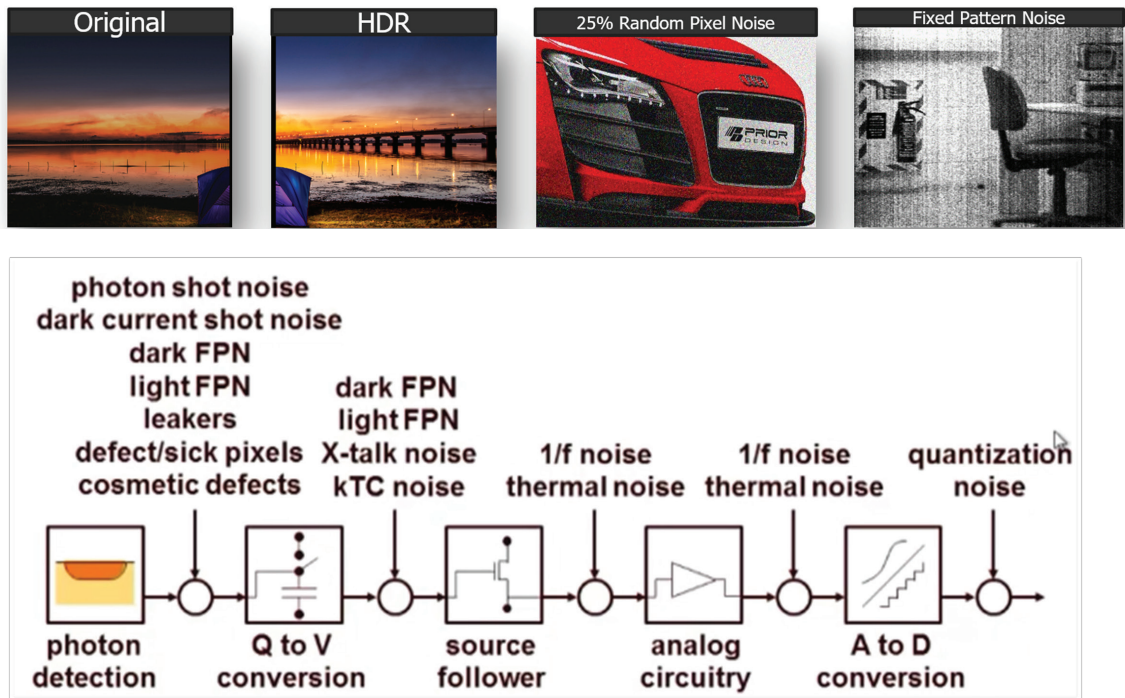 Original
HDR
25% Random Pixel Noise
Fixed Pattern Noise
PRIOR
DESIGN
photon shot noise
dark current shot noise
dark FPN
light FPN
leakers
defect/sick pixels
cosmetic defects
dark FPN
light FPN
X-talk noise
kTC noise
1/f noise
thermal noise
1/f noise
thermal noise
quantization
noise
photon
detection
Q to V
conversion
source
follower
analog
circuitry
A to D
conversion